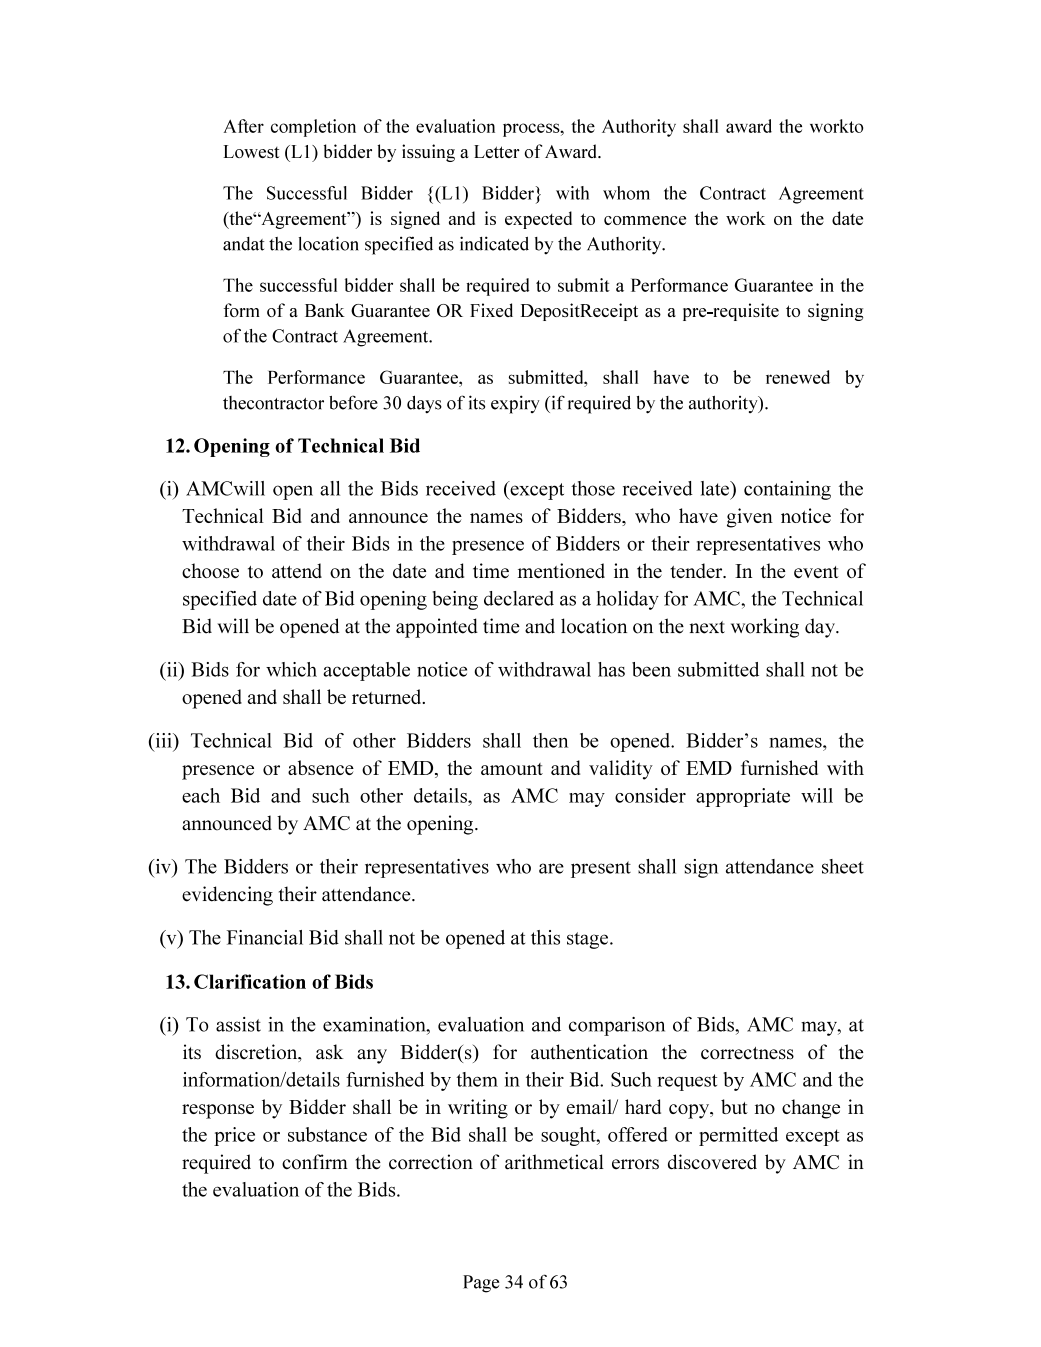 After completion of the evaluation process, the Authority shall award the workto
Lowest (L1) bidder by issuing a Letter of Award.
The Successful Bidder {(L1) Bidder} with whom the Contract Agreement
(the“Agreement”) is signed and is expected to commence the work on the date
andat the location specified as indicated by the Authority.
The successful bidder shall be required to submit a Performance Guarantee in the
form of a Bank Guarantee OR Fixed DepositReceipt as a pre-requisite to signing
of the Contract Agreement.
The Performance Guarantee, as submitted, shall have to be renewed by
thecontractor before 30 days of its expiry (if required by the authority).
12. Opening of Technical Bid
(i) AMCwill open all the Bids received (except those received late) containing the
Technical Bid and announce the names of Bidders, who have given notice for
withdrawal of their Bids in the presence of Bidders or their representatives who
choose to attend on the date and time mentioned in the tender. In the event of
specified date of Bid opening being declared as a holiday for AMC, the Technical
Bid will be opened at the appointed time and location on the next working day.
(ii) Bids for which acceptable notice of withdrawal has been submitted shall not be
opened and shall be returned.
(iii) Technical Bid of other Bidders shall then be opened. Bidder’s names, the
presence or absence of EMD, the amount and validity of EMD furnished with
each Bid and such other details, as AMC may consider appropriate will be
announced by AMC at the opening.
(iv) The Bidders or their representatives who are present shall sign attendance sheet
evidencing their attendance.
(v) The Financial Bid shall not be opened at this stage.
13. Clarification of Bids
(i) To assist in the examination, evaluation and comparison of Bids, AMC may, at
its discretion, ask any Bidder(s) for authentication the correctness of the
information/details furnished by them in their Bid. Such request by AMC and the
response by Bidder shall be in writing or by email/ hard copy, but no change in
the price or substance of the Bid shall be sought, offered or permitted except as
required to confirm the correction of arithmetical errors discovered by AMC in
the evaluation of the Bids.
Page 34 of 63